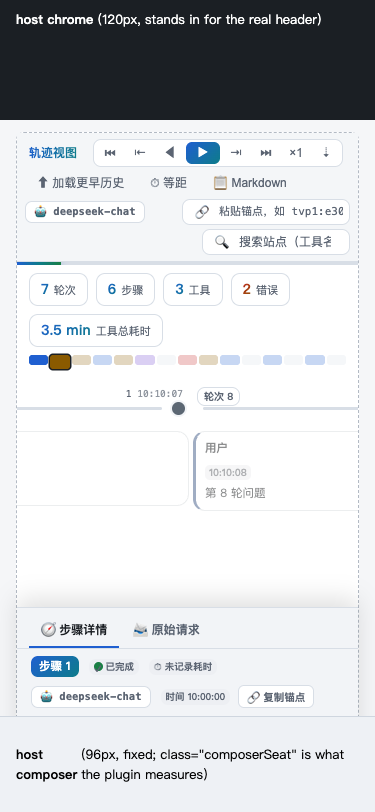 host chrome (120px, stands in for the real header)
轨迹视图
×1
加载更早历史 等距 Markdown
deepseek-chat 粘贴锚点，如 tvp1:e30
搜索站点（工具名
7 轮次 6 步骤 3 工具 2 错误
3.5 min 工具总耗时
1 10:10:07 轮次 8
用户
10:10:08
第 8 轮问题
步骤详情 原始请求
步骤 1 已完成 未记录耗时
deepseek-chat 时间 10:00:00 复制锚点
host composer (96px, fixed; class="composerSeat" is what
the plugin measures)